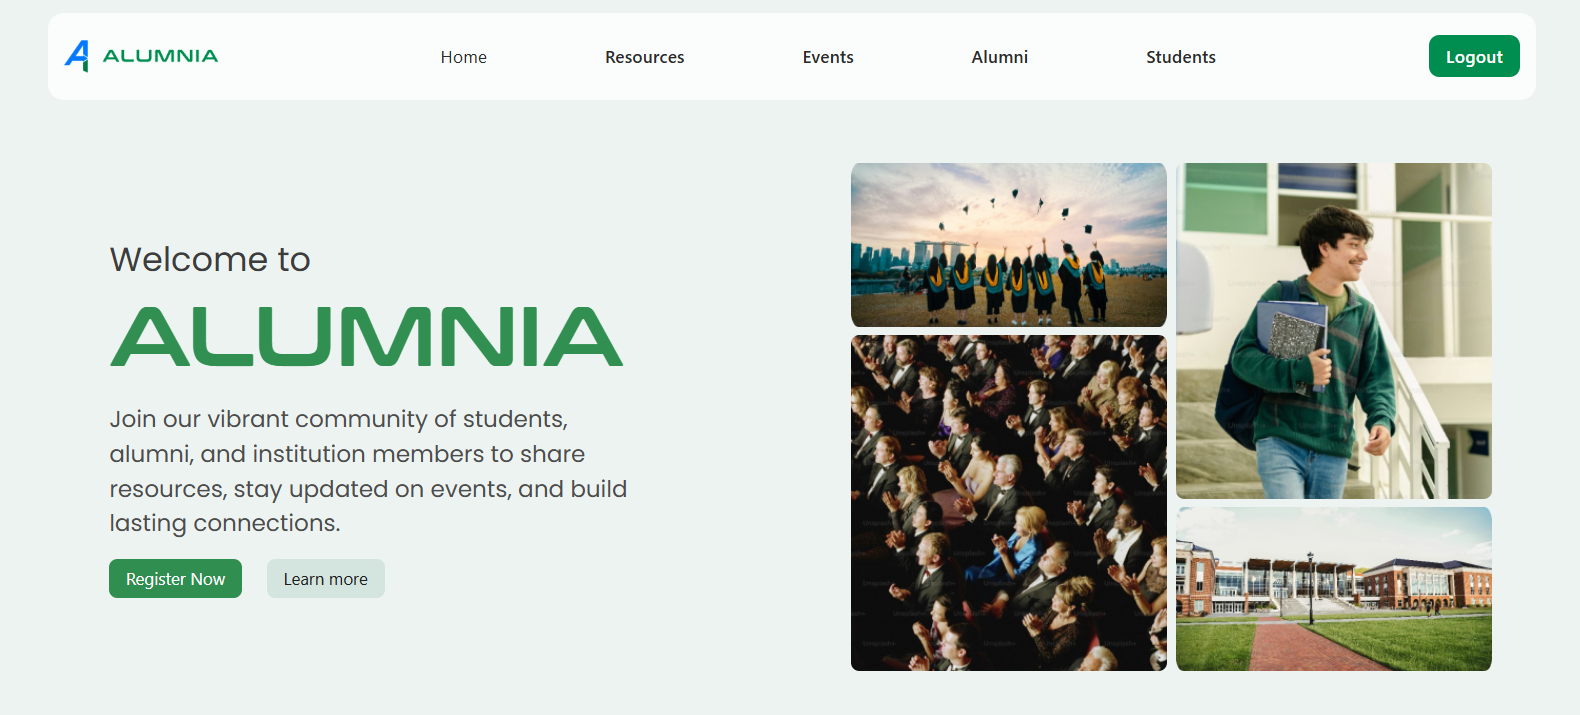 ALUMNIA Home Resources Events Alumni Students Logout
Welcome to
ALUMNIA
Join our vibrant community of students,
alumni, and institution members to share
resources, stay updated on events, and build
lasting connections.
Register Now Learn more